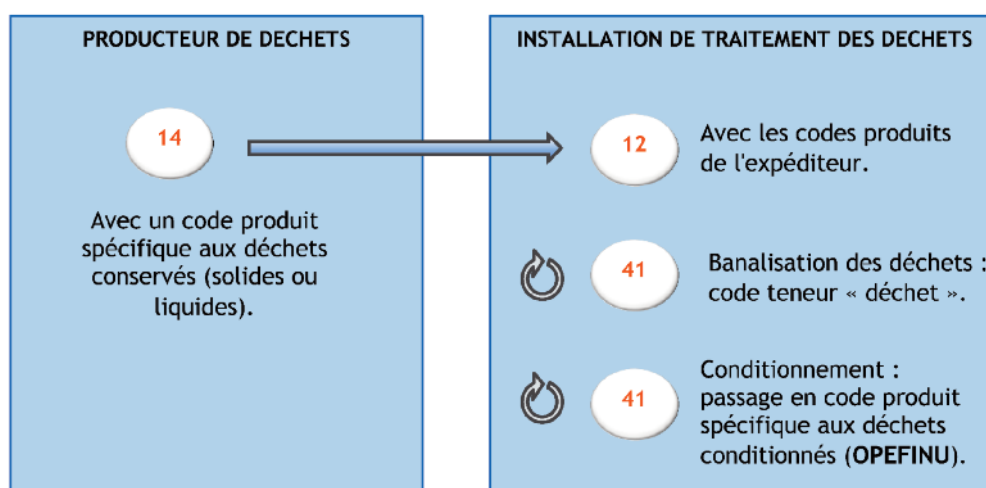 PRODUCTEUR DE DECHETS
14
Avec un code produit
spécifique aux déchets
conservés (solides ou
liquides).
INSTALLATION DE TRAITEMENT DES DECHETS
12
Avec les codes produits
de l'expéditeur.
41
Banalisation des déchets :
code teneur « déchet ».
41
Conditionnement :
passage en code produit
spécifique aux déchets
conditionnés (OPEFINU).